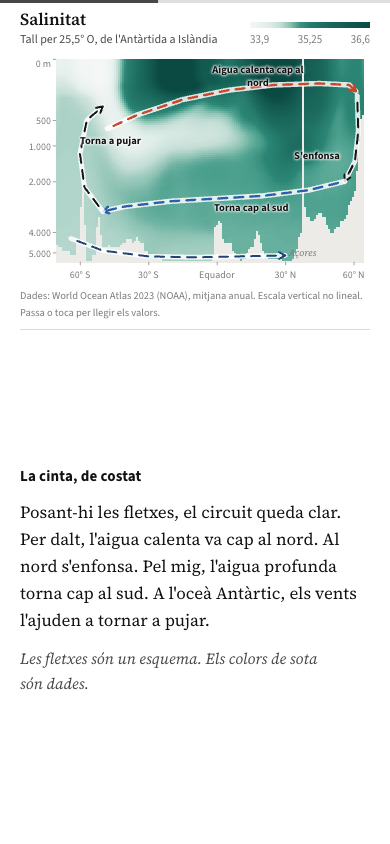 Salinitat
Tall per 25,5° O, de l'Antàrtida a Islàndia
33,9 35,25 36,6
0 m
Aigua calenta cap al
nord
500
Torna a pujar
1.000
S'enfonsa
2.000
Torna cap al sud
4.000
Açores
5.000
60° S 30° S Equador 30° N 60° N
Dades: World Ocean Atlas 2023 (NOAA), mitjana anual. Escala vertical no lineal.
Passa o toca per llegir els valors.
La cinta, de costat
Posant-hi les fletxes, el circuit queda clar.
Per dalt, l'aigua calenta va cap al nord. Al
nord s'enfonsa. Pel mig, l'aigua profunda
torna cap al sud. A l'oceà Antàrtic, els vents
l'ajuden a tornar a pujar.
Les fletxes són un esquema. Els colors de sota
són dades.